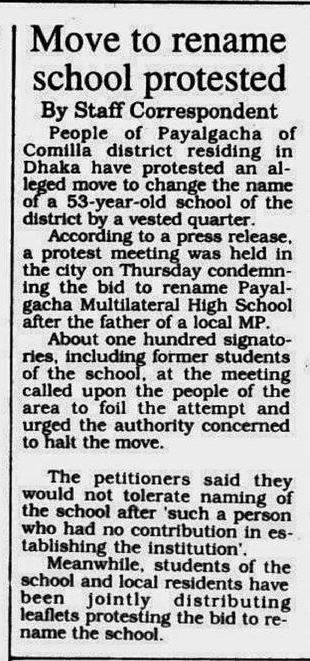 Move to rename
school protested
By Staff Correspondent
People of Payalgacha of
Comilla district residing in
Dhaka have protested an al-
leged move to change the name
of a 53-year-old school of the
district by a vested quarter.
According to a press release,
a protest meeting was held in
the city on Thursday condemn-
ing the bid to rename Payal-
gacha Multilateral High School
after the father of a local MP.
About one hundred signato-
ries, including former students
of the school, at the meeting
called upon the people of the
area to foil the attempt and
urged the authority concerned
to halt the move.
The petitioners said they
would not tolerate naming of
the school after 'such a person
who had no contribution in es-
tablishing the institution'.
Meanwhile, students of the
school and local residents have
been jointly distributing
leaflets protesting the bid to re-
name the school.